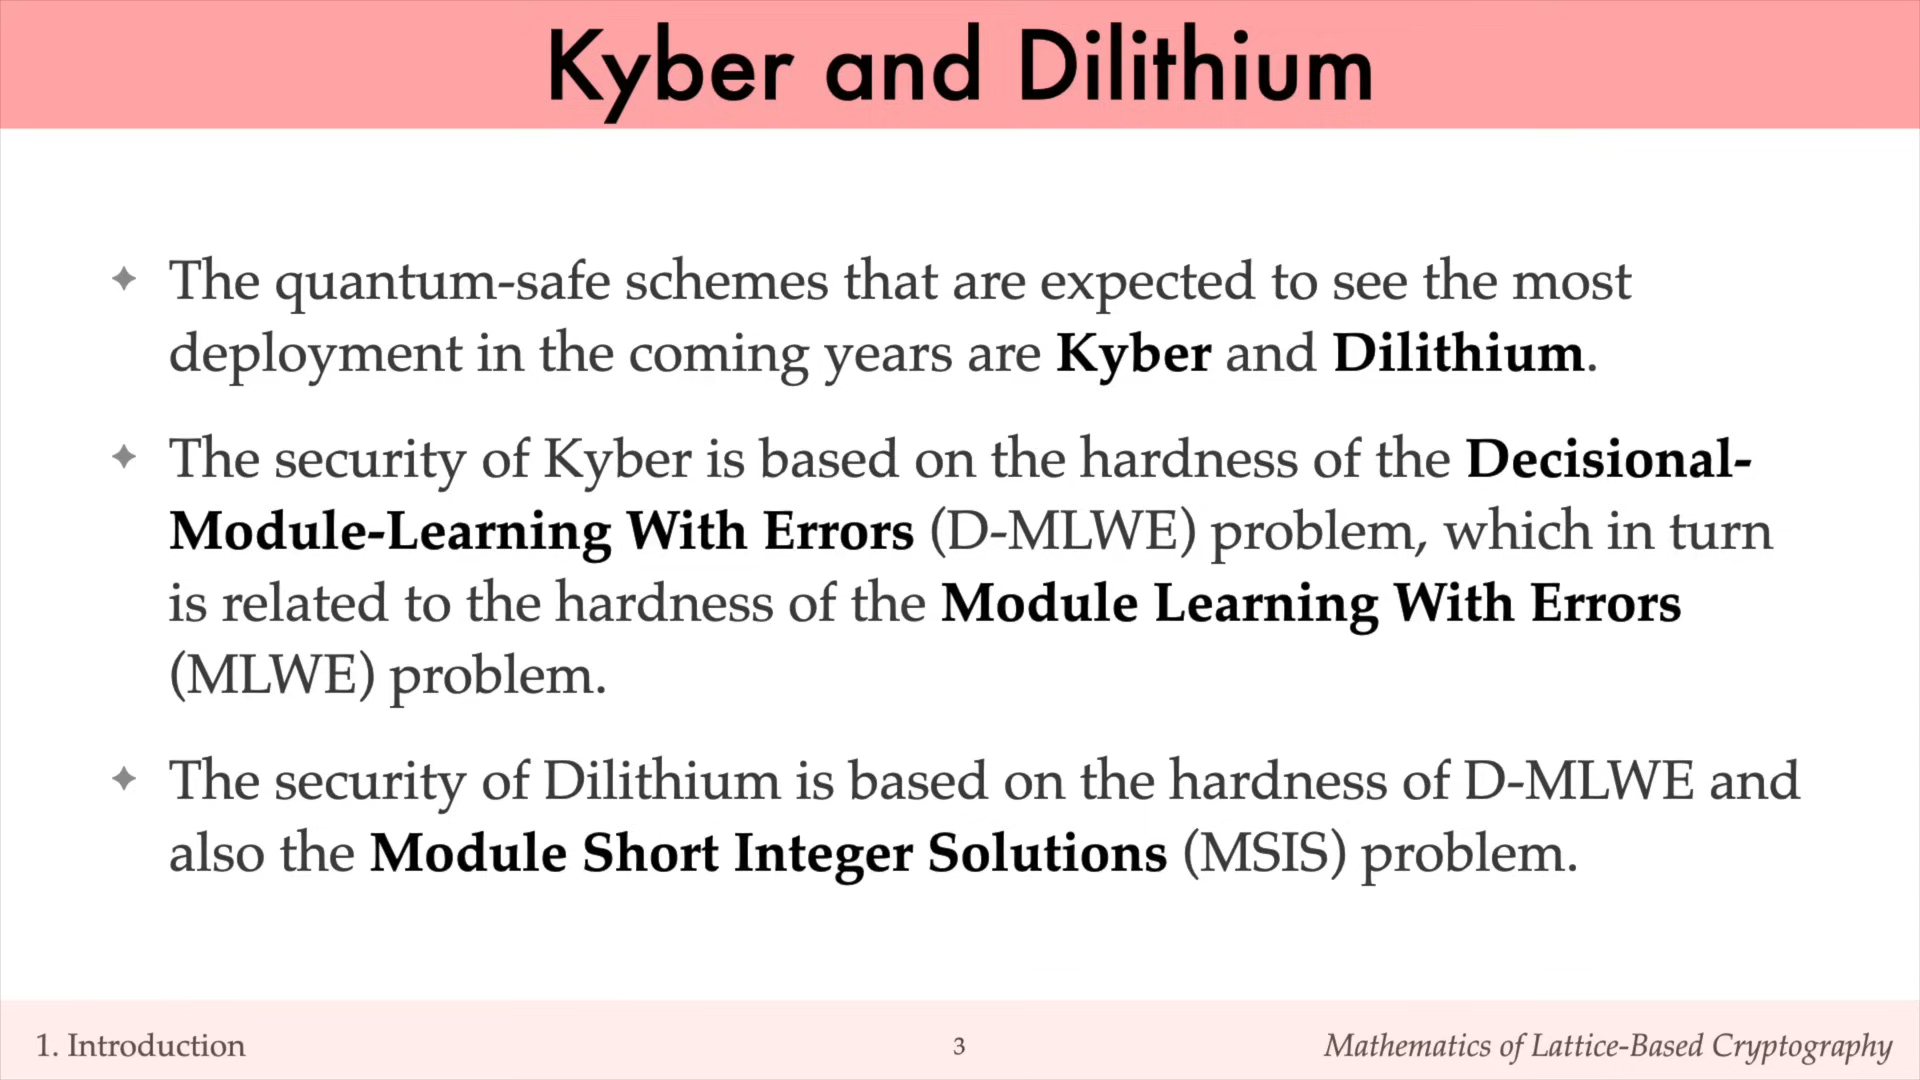 Kyber and Dilithium
The quantum-safe schemes that are expected to see the most
deployment in the coming years are Kyber and Dilithium.
The security of Kyber is based on the hardness of the Decisional-
Module-Learning With Errors (D-MLWE) problem, which in turn
is related to the hardness of the Module Learning With Errors
(MLWE) problem.
The security of Dilithium is based on the hardness of D-MLWE and
also the Module Short Integer Solutions (MSIS) problem.
1. Introduction
3
Mathematics of Lattice-Based Cryptography